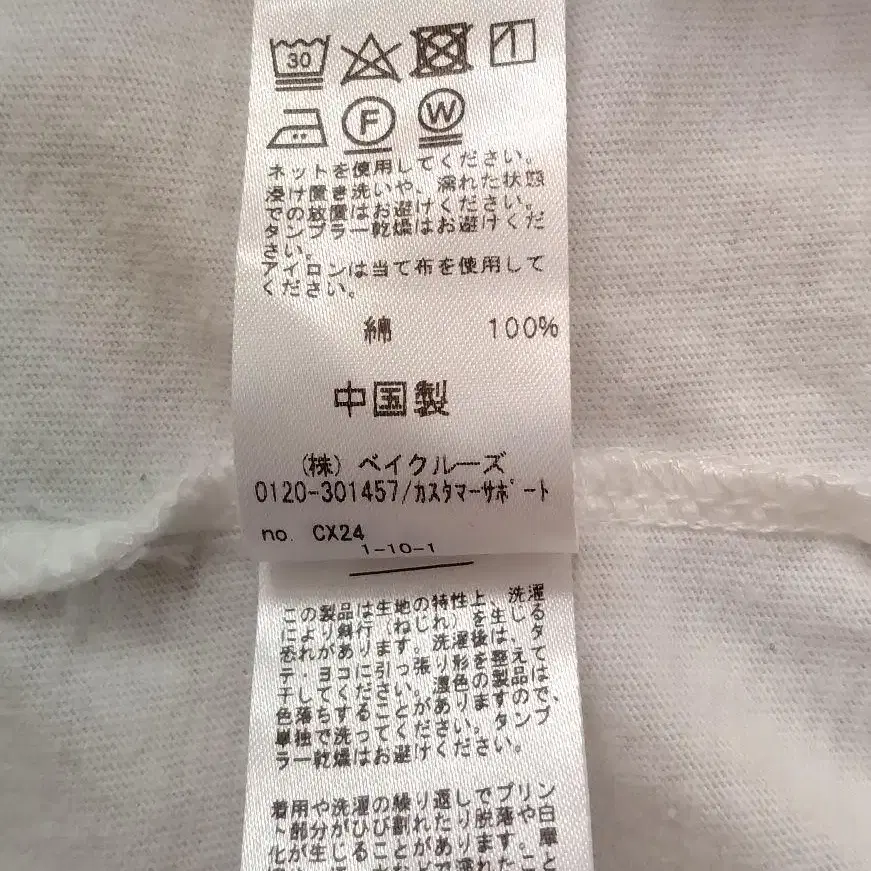 30
F W
ネットを使用してください。
浸け置き洗いや、濡れた状態
での放置はお避けください。
タンブラー乾燥はお避けくだ
さい。
アイロンは当て布を使用して
ください。
綿 100%
中国製
(株) ベイクルーズ
0120-301457/カスタマーサポート
no. CX24
1-10-1
この製品は生地の特性上、洗濯
により斜行（ねじれ）を生じる
恐れがあります。洗濯後は、タ
テ・ヨコに引っ張り形を整えて
干してください。濃色の製品は
色落ちすることがありますので、
単独で洗ってください。タンブ
ラー乾燥はお避けください。
着用や洗濯の繰り返しでプリン
ト部分がひび割れたり脱落や白
化が生じることがあります。摩